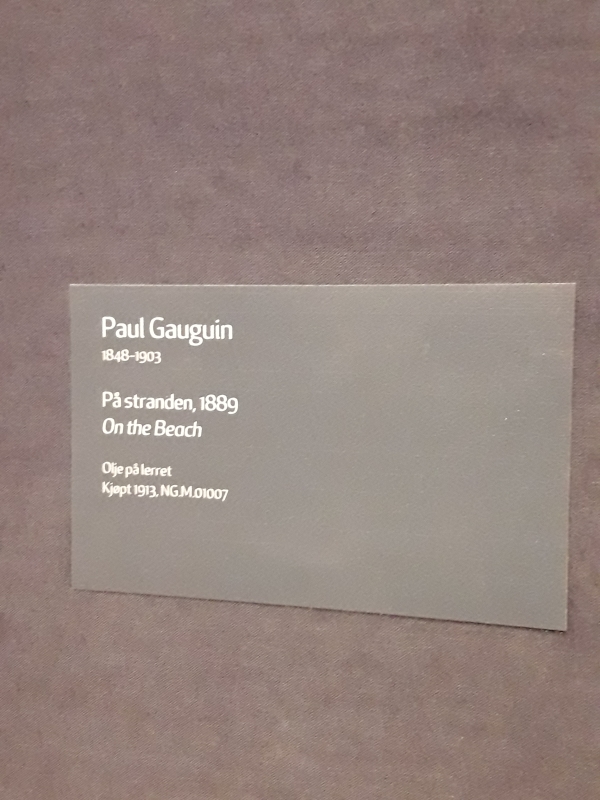 Paul Gauguin
1848–1903
På stranden, 1889
On the Beach
Olje på lerret
Kjøpt 1913, NG.M.01007